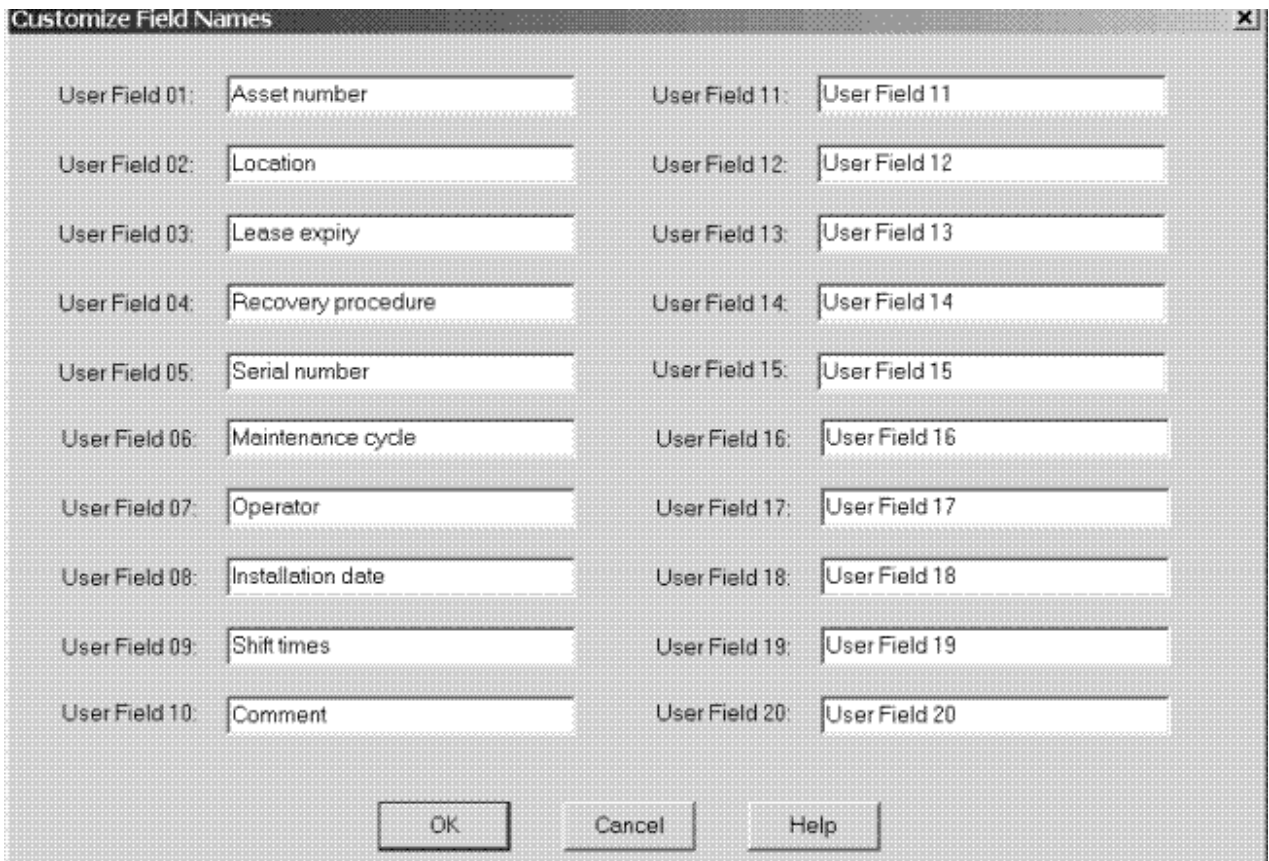 Customize Field Names
User Field 01: Asset number User Field 11: User Field 11
User Field 02: Location User Field 12: User Field 12
User Field 03: Lease expiry User Field 13: User Field 13
User Field 04: Recovery procedure User Field 14: User Field 14
User Field 05: Serial number User Field 15: User Field 15
User Field 06: Maintenance cycle User Field 16: User Field 16
User Field 07: Operator User Field 17: User Field 17
User Field 08: Installation date User Field 18: User Field 18
User Field 09: Shift times User Field 19: User Field 19
User Field 10: Comment User Field 20: User Field 20
OK Cancel Help